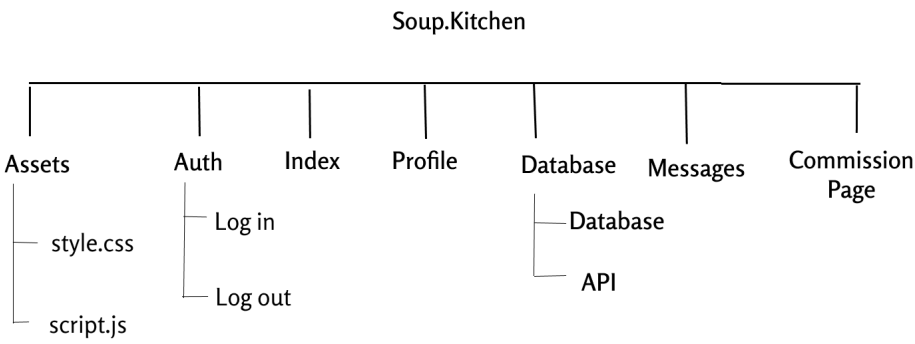 Soup.Kitchen
Assets
Auth
Index
Profile
Database
Messages
Commission
Page
style.css
script.js
Log in
Log out
Database
API